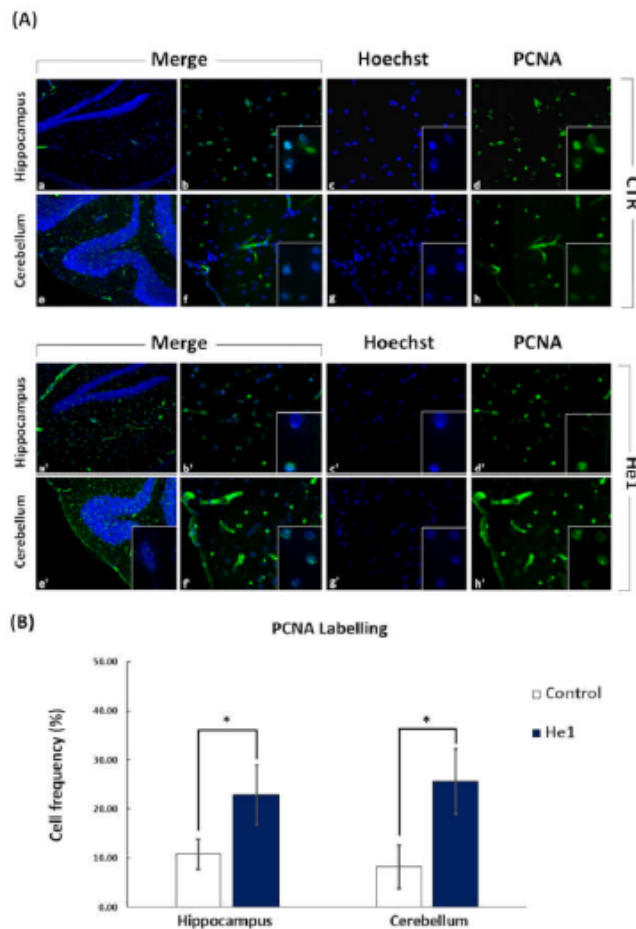 (A)
Merge Hoechst PCNA
Hippocampus
a b c d
CTR
Cerebellum
e f g h
Merge Hoechst PCNA
Hippocampus
a' b' c' d'
He1
Cerebellum
e' f' g' h'
(B)
PCNA Labelling
50.00
40.00
30.00
20.00
10.00
0.00
Cell frequency (%)
* *
Control
He1
Hippocampus Cerebellum